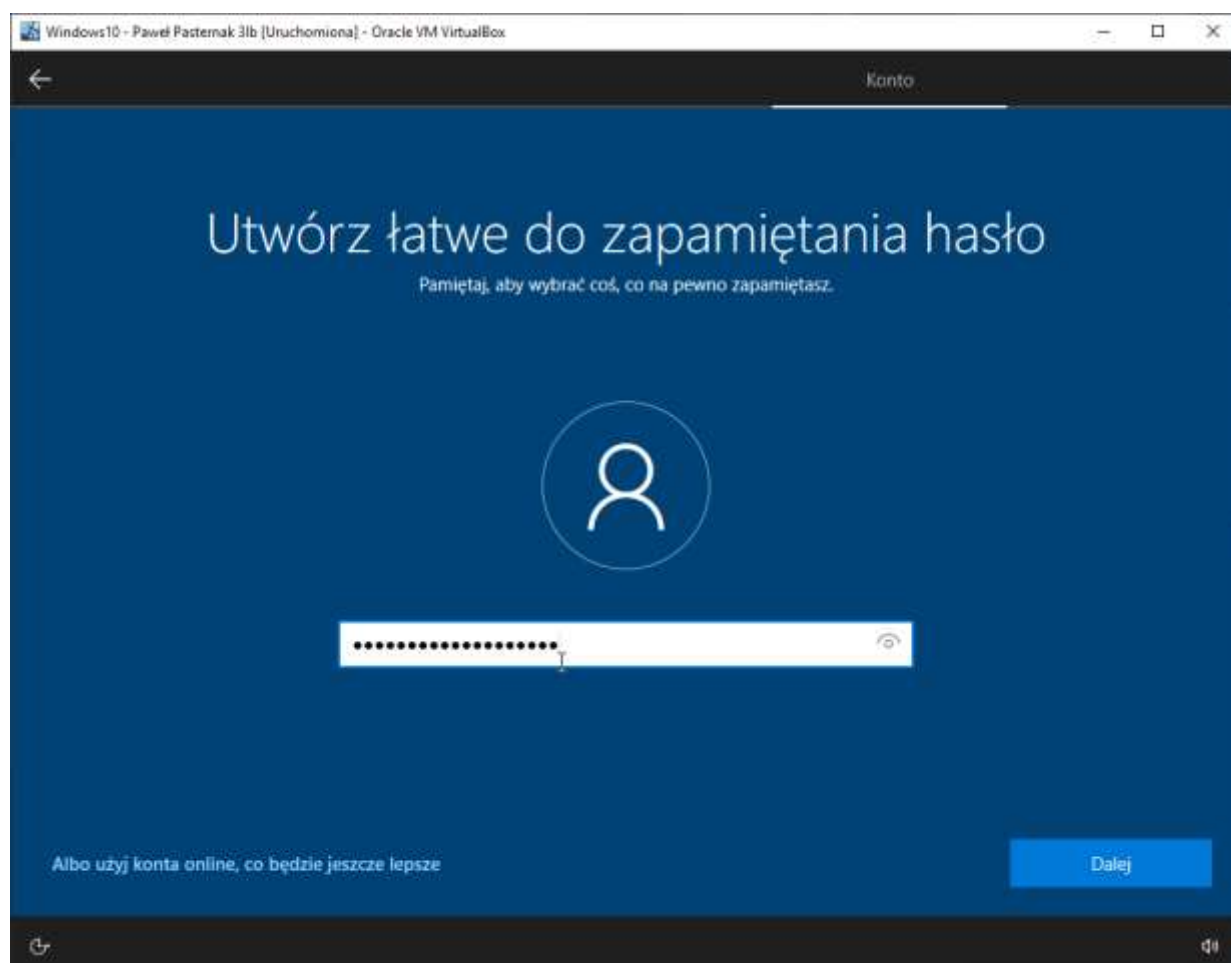 Windows10 - Paweł Pasternak 3lb [Uruchomiona] - Oracle VM VirtualBox
Konto
Utwórz łatwe do zapamiętania hasło
Pamiętaj, aby wybrać coś, co na pewno zapamiętasz.
•••••••••••••••••••
Albo użyj konta online, co będzie jeszcze lepsze
Dalej